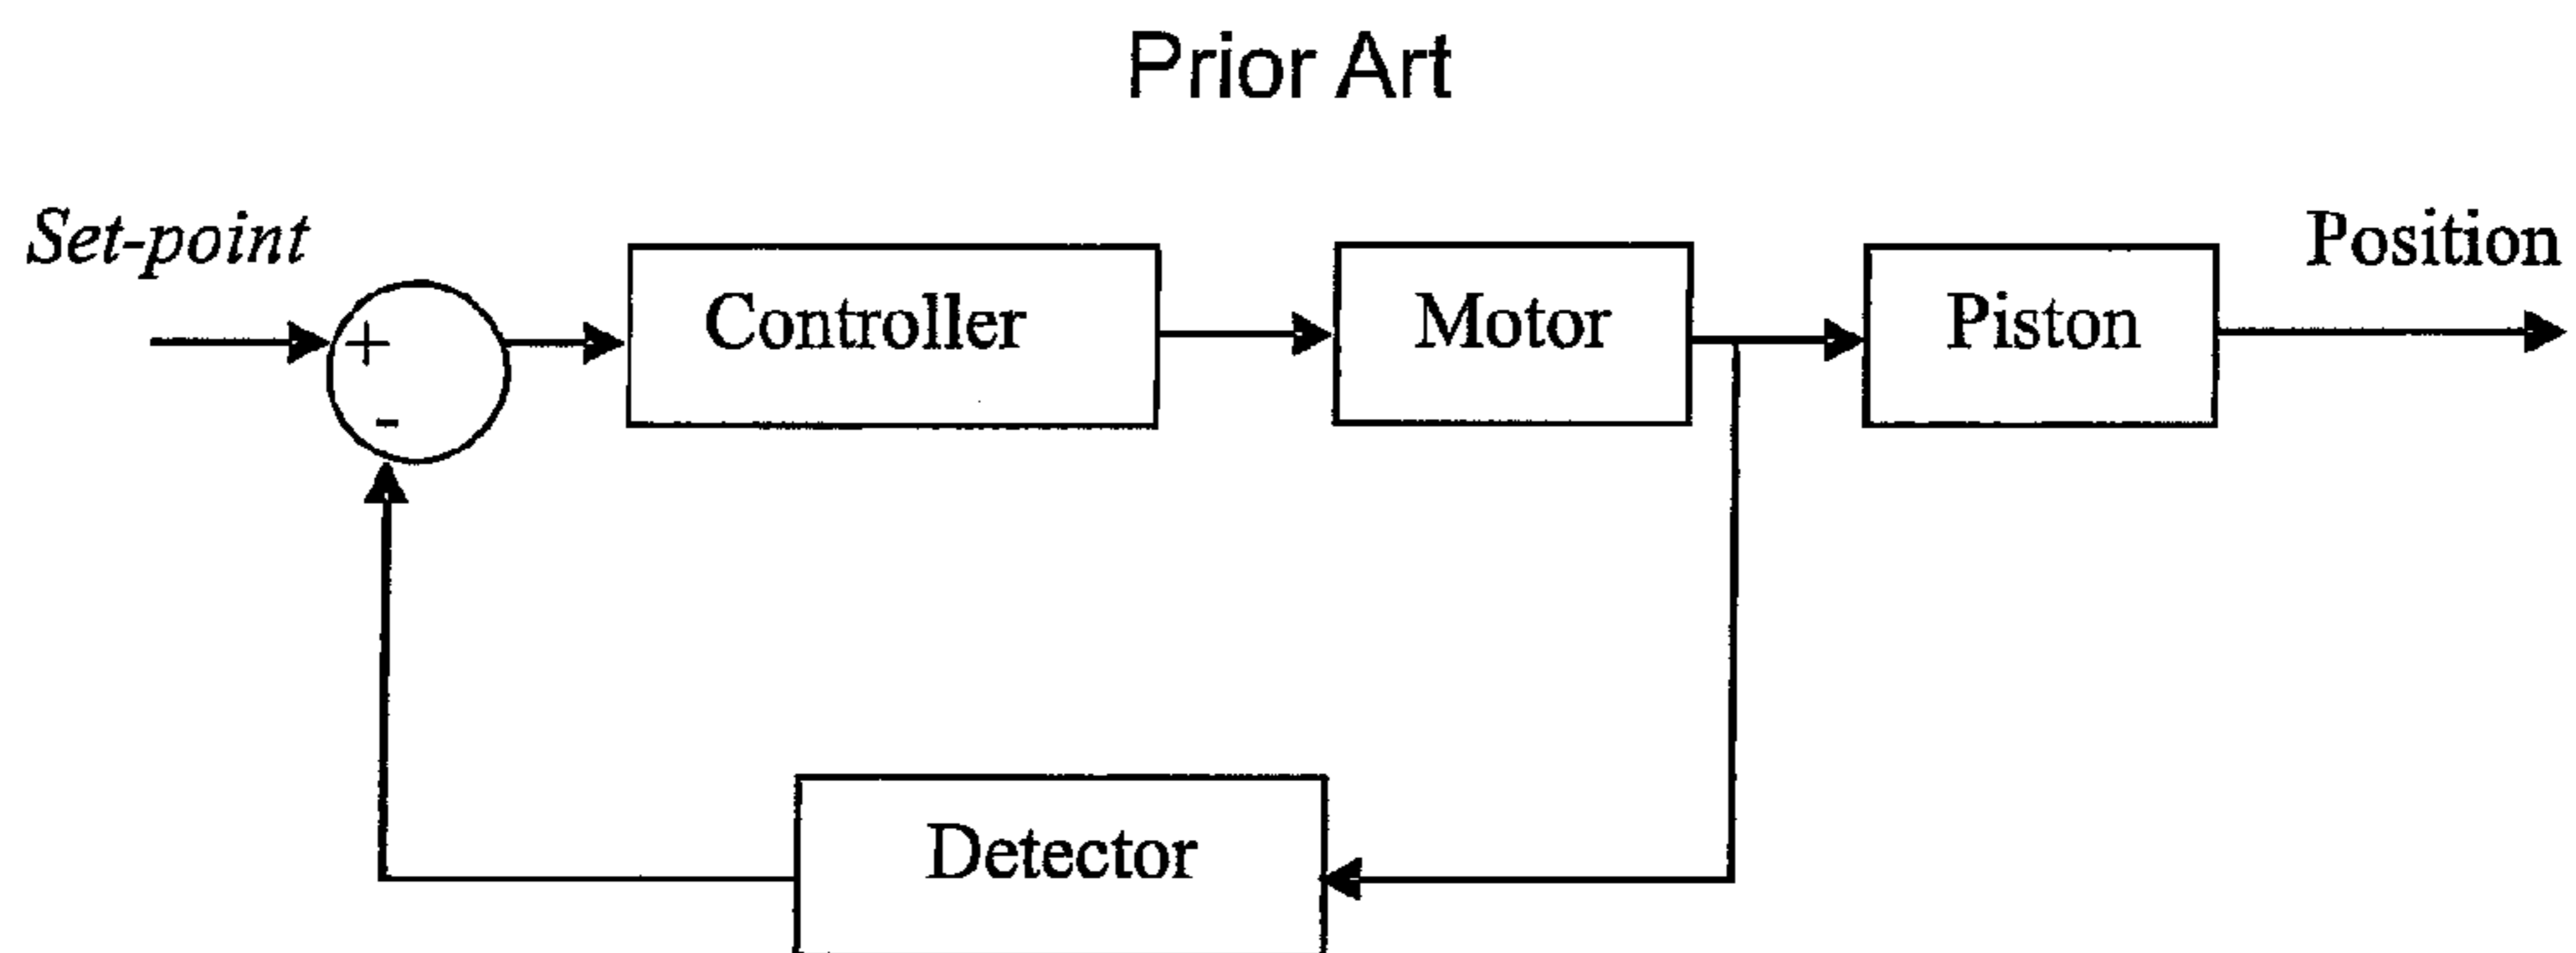 Prior Art
Set-point
Position
+
-
Controller
Motor
Piston
Detector